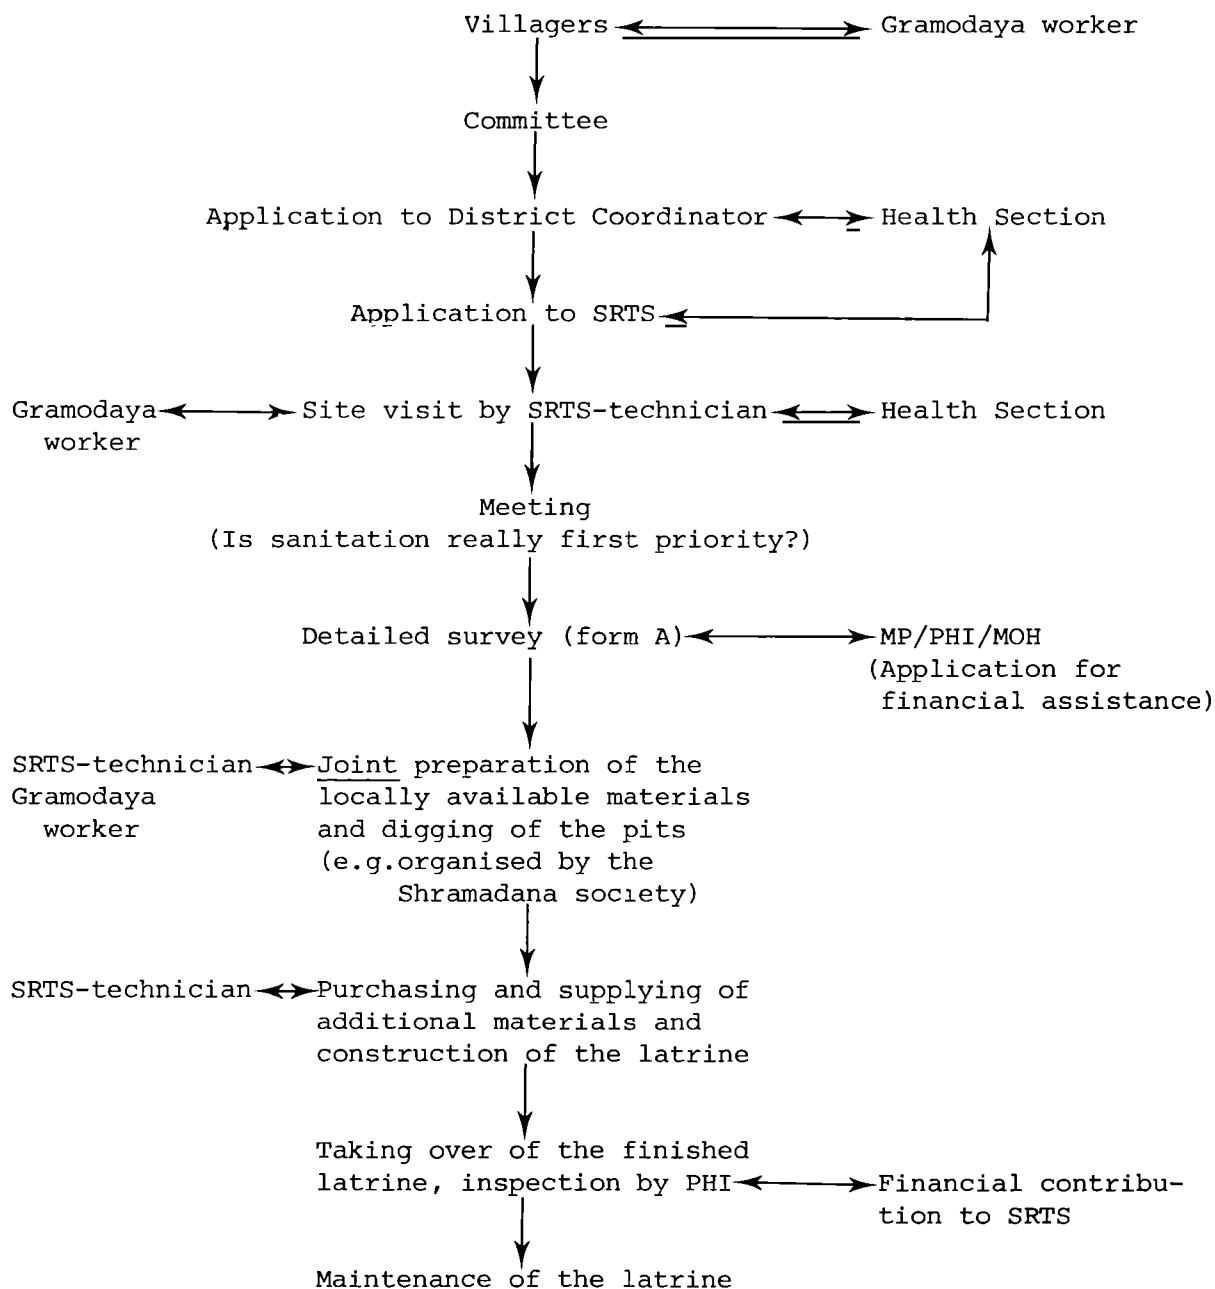 Villagers Gramodaya worker
Committee
Application to District Coordinator Health Section
Application to SRTS
Gramodaya Site visit by SRTS-technician Health Section
worker
Meeting
(Is sanitation really first priority?)
Detailed survey (form A) MP/PHI/MOH
(Application for
financial assistance)
SRTS-technician Joint preparation of the
Gramodaya locally available materials
worker and digging of the pits
(e.g.organised by the
Shramadana society)
SRTS-technician Purchasing and supplying of
additional materials and
construction of the latrine
Taking over of the finished
latrine, inspection by PHI Financial contribu-
tion to SRTS
Maintenance of the latrine